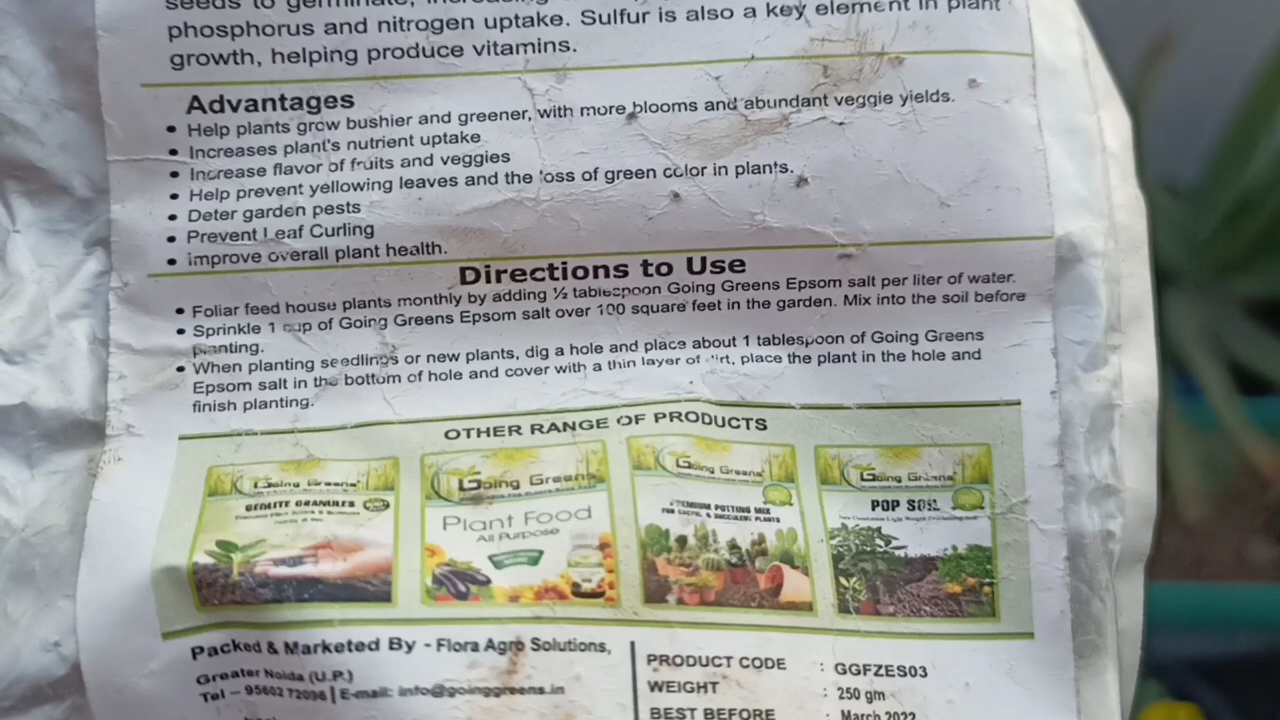 seeds to germinate,
phosphorus and nitrogen uptake. Sulfur is also a key element in plant
growth, helping produce vitamins.
Advantages
• Help plants grow bushier and greener, with more blooms and abundant veggie yields.
• Increases plant's nutrient uptake
• Increase flavor of fruits and veggies
• Help prevent yellowing leaves and the loss of green color in plants.
• Deter garden pests
• Prevent Leaf Curling
• improve overall plant health.
Directions to Use
• Foliar feed house plants monthly by adding ½ tablespoon Going Greens Epsom salt per liter of water.
• Sprinkle 1 cup of Going Greens Epsom salt over 100 square feet in the garden. Mix into the soil before
planting.
• When planting seedlings or new plants, dig a hole and place about 1 tablespoon of Going Greens
Epsom salt in the bottom of hole and cover with a thin layer of dirt, place the plant in the hole and
finish planting.
OTHER RANGE OF PRODUCTS
Going Greens
GEOLITE GRANULES
Going Greens
Plant Food
All Purpose
Going Greens
PREMIUM POTTING MIX
FOR CACTUS & SUCCULENT PLANTS
Going Greens
POP SOIL
Packed & Marketed By - Flora Agro Solutions,
Greater Noida (U.P.)
Tel – 95602 72096 | E-mail: info@goinggreens.in
PRODUCT CODE : GGFZES03
WEIGHT : 250 gm
BEST BEFORE : March 2022